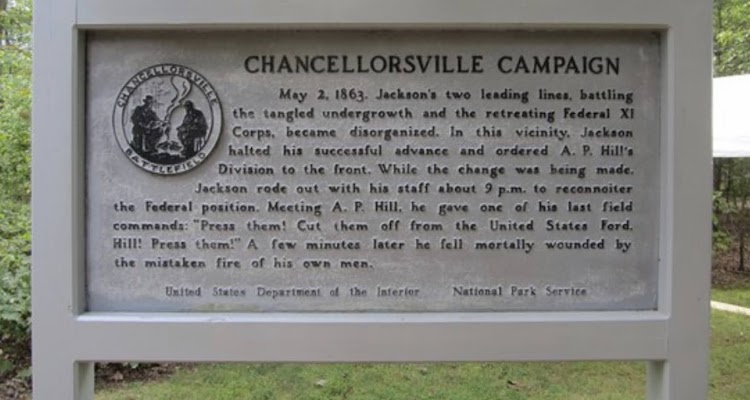 CHANCELLORSVILLE
BATTLEFIELD
CHANCELLORSVILLE CAMPAIGN
May 2, 1863. Jackson's two leading lines, battling
the tangled undergrowth and the retreating Federal XI
Corps, became disorganized. In this vicinity, Jackson
halted his successful advance and ordered A. P. Hill's
Division to the front. While the change was being made,
Jackson rode out with his staff about 9 p.m. to reconnoiter
the Federal position. Meeting A. P. Hill, he gave one of his last field
commands: "Press them! Cut them off from the United States Ford,
Hill! Press them!" A few minutes later he fell mortally wounded by
the mistaken fire of his own men.
United States Department of the Interior National Park Service